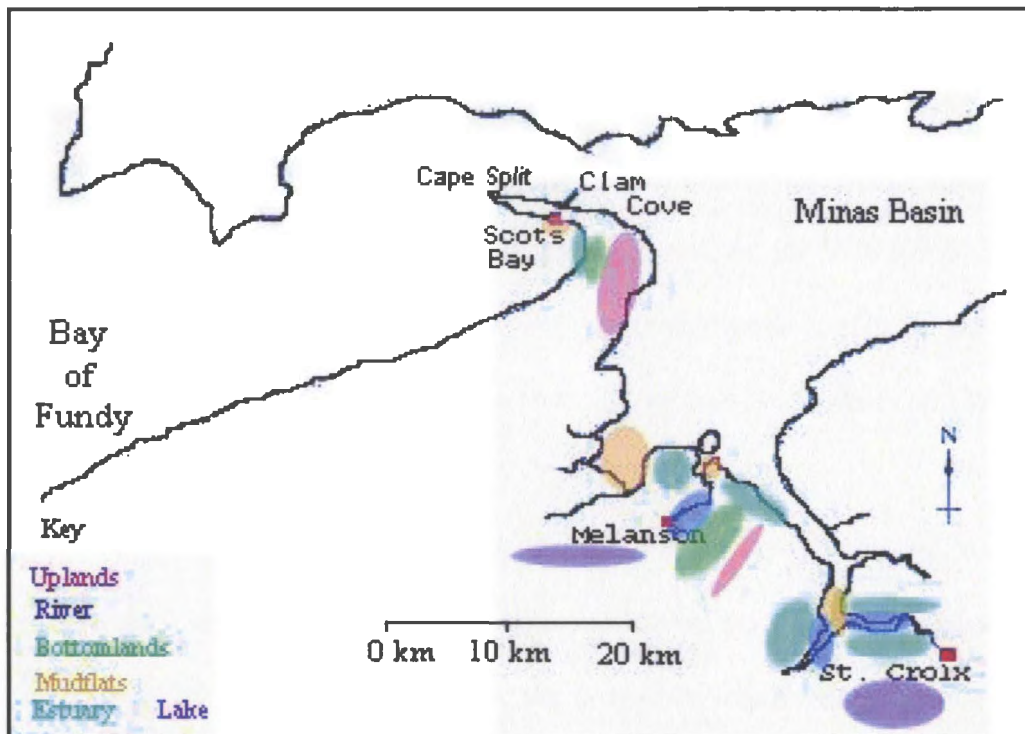 Cape Split
Clam
Cove
Scots
Bay
Minas Basin
Bay
of
Fundy
N
Key
Melanson
Uplands
River
Bottomlands
Mudflats
Estuary Lake
0 km 10 km 20 km
St. Croix